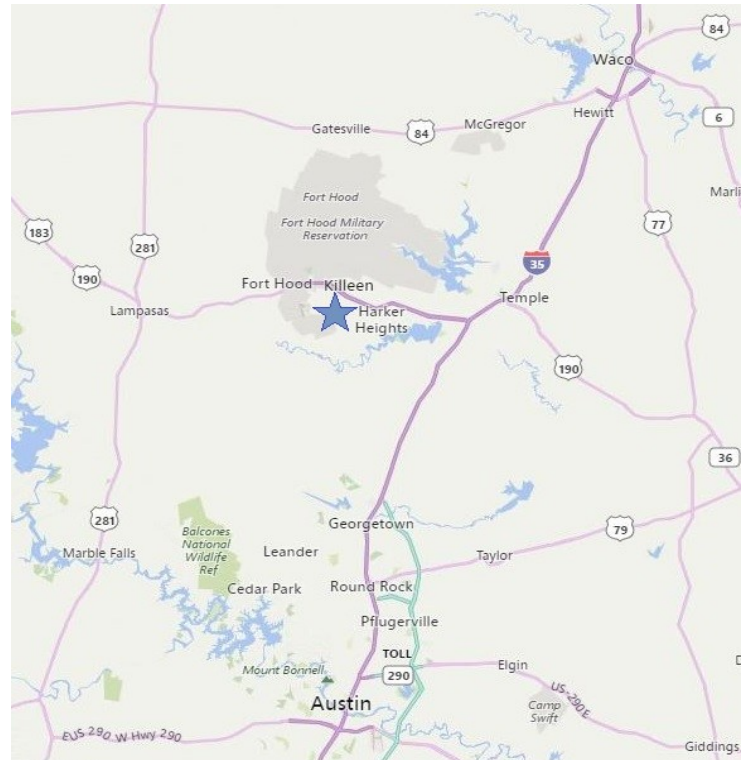 84
Waco
Hewitt
6
Gatesville
84
McGregor
Marli
Fort Hood
Fort Hood Military
Reservation
183
281
190
77
35
Fort Hood
Killeen
Lampasas
Harker
Heights
Temple
190
36
281
Georgetown
79
Balcones
National
Wildlife
Ref
Marble Falls
Leander
Taylor
Cedar Park
Round Rock
Pflugerville
TOLL
290
Mount Bonnell
Elgin
US-290E
Camp
Swift
Austin
EUS 290 W Hwy 290
Giddings